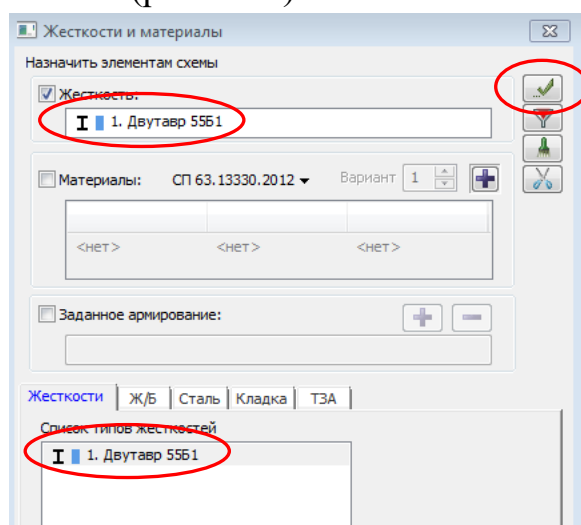 Жесткости и материалы
Назначить элементам схемы
Жесткость:
1. Двутавр 55Б1
Материалы: СП 63.13330.2012 Вариант 1
<нет> <нет> <нет>
Заданное армирование:
Жесткости Ж/Б Сталь Кладка ТЗА
Список типов жесткостей
1. Двутавр 55Б1